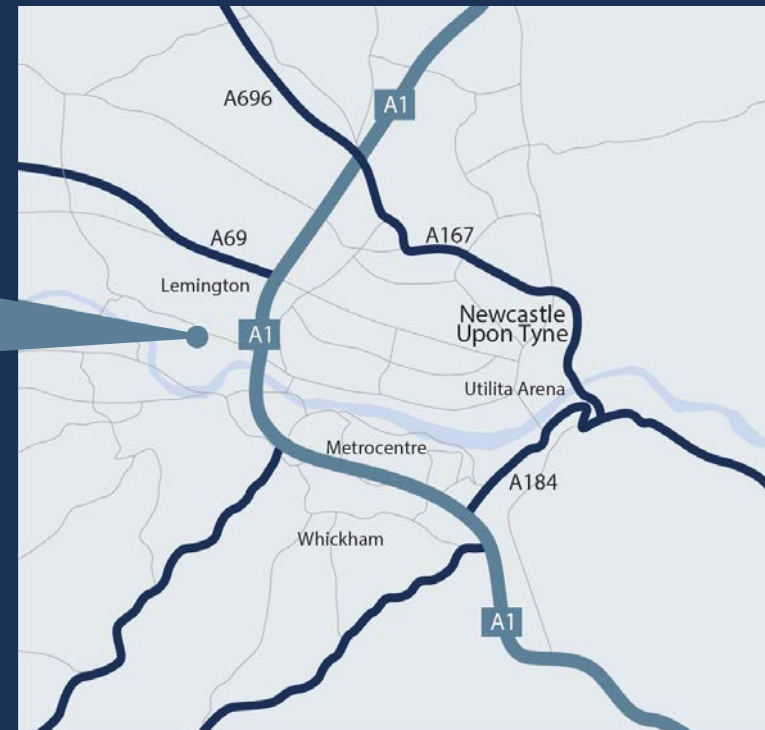 A1
A696
A69
A167
Lemington
Newcastle
Upon Tyne
A1
Utilita Arena
Metrocentre
A184
Whickham
A1